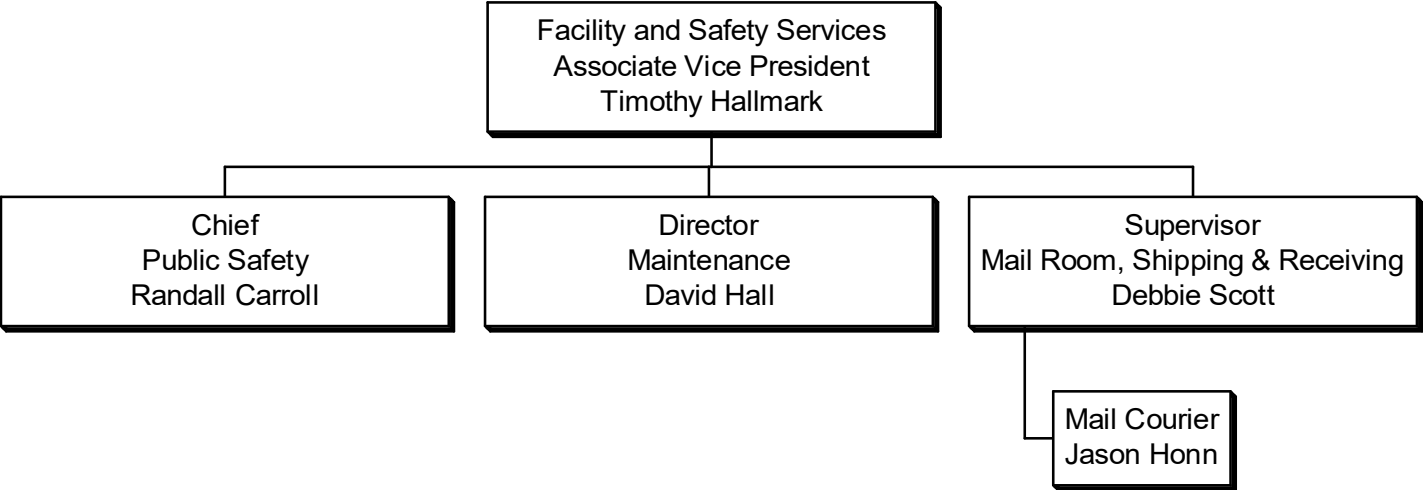 Facility and Safety Services
Associate Vice President
Timothy Hallmark
Chief
Public Safety
Randall Carroll
Director
Maintenance
David Hall
Supervisor
Mail Room, Shipping & Receiving
Debbie Scott
Mail Courier
Jason Honn